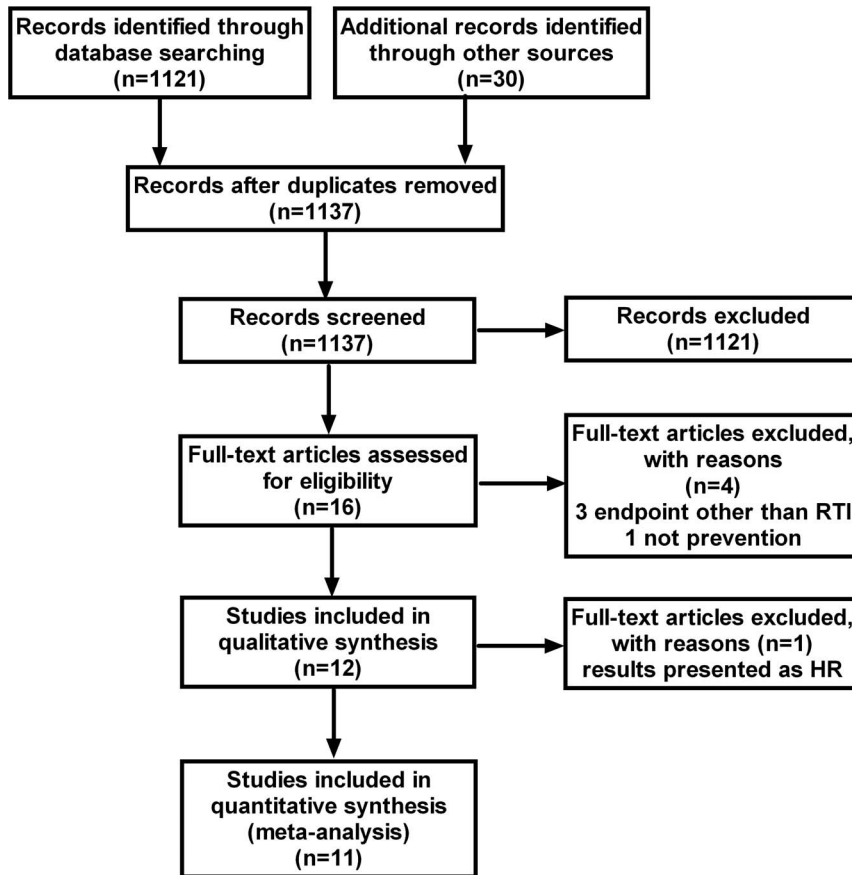 Records identified through
database searching
(n=1121)
Additional records identified
through other sources
(n=30)
Records after duplicates removed
(n=1137)
Records screened
(n=1137)
Records excluded
(n=1121)
Full-text articles assessed
for eligibility
(n=16)
Full-text articles excluded,
with reasons
(n=4)
3 endpoint other than RTI
1 not prevention
Studies included in
qualitative synthesis
(n=12)
Full-text articles excluded,
with reasons (n=1)
results presented as HR
Studies included in
quantitative synthesis
(meta-analysis)
(n=11)